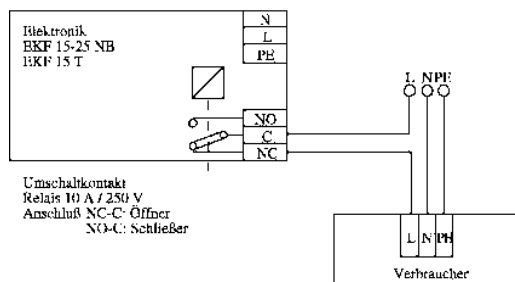 Elektronik
EKF 15-25 NB
EKF 15 T
N
L
PE
NO
C
NC
L N PE
Umschaltkontakt
Relais 10 A / 250 V
Anschluß NC-C: Öffner
NO-C: Schließer
L N PE
Verbraucher